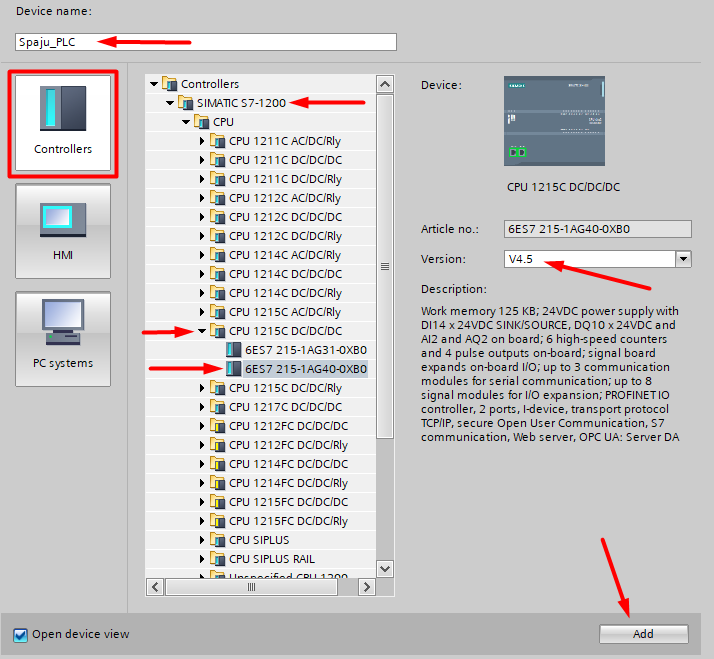 Device name:
Spaju_PLC
Controllers
HMI
PC systems
Controllers
SIMATIC S7-1200
CPU
CPU 1211C AC/DC/Rly
CPU 1211C DC/DC/DC
CPU 1211C DC/DC/Rly
CPU 1212C AC/DC/Rly
CPU 1212C DC/DC/DC
CPU 1212C DC/DC/Rly
CPU 1214C AC/DC/Rly
CPU 1214C DC/DC/DC
CPU 1214C DC/DC/Rly
CPU 1215C AC/DC/Rly
CPU 1215C DC/DC/DC
6ES7 215-1AG31-0XB0
6ES7 215-1AG40-0XB0
CPU 1215C DC/DC/Rly
CPU 1217C DC/DC/DC
CPU 1212FC DC/DC/DC
CPU 1212FC DC/DC/Rly
CPU 1214FC DC/DC/DC
CPU 1214FC DC/DC/Rly
CPU 1215FC DC/DC/DC
CPU 1215FC DC/DC/Rly
CPU SIPLUS
CPU SIPLUS RAIL
Unspecified CPU 1200
Device:
CPU 1215C DC/DC/DC
Article no.:
6ES7 215-1AG40-0XB0
Version:
V4.5
Description:
Work memory 125 KB; 24VDC power supply with
DI14 x 24VDC SINK/SOURCE, DQ10 x 24VDC and
AI2 and AQ2 on board; 6 high-speed counters
and 4 pulse outputs on-board; signal board
expands on-board I/O; up to 3 communication
modules for serial communication; up to 8
signal modules for I/O expansion; PROFINET IO
controller, 2 ports, I-device, transport protocol
TCP/IP, secure Open User Communication, S7
communication, Web server, OPC UA: Server DA
Open device view
Add